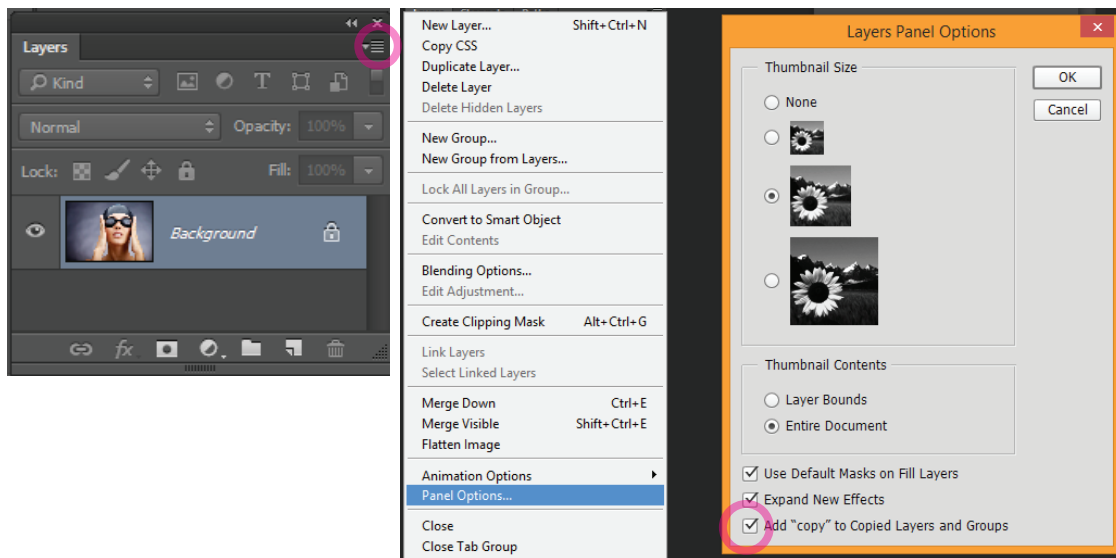 Layers
Kind
T
Normal Opacity: 100%
Lock: Fill: 100%
Background
fx
New Layer... Shift+Ctrl+N
Copy CSS
Duplicate Layer...
Delete Layer
Delete Hidden Layers
New Group...
New Group from Layers...
Lock All Layers in Group...
Convert to Smart Object
Edit Contents
Blending Options...
Edit Adjustment...
Create Clipping Mask Alt+Ctrl+G
Link Layers
Select Linked Layers
Merge Down Ctrl+E
Merge Visible Shift+Ctrl+E
Flatten Image
Animation Options
Panel Options...
Close
Close Tab Group
Layers Panel Options
Thumbnail Size
None
OK
Cancel
Thumbnail Contents
Layer Bounds
Entire Document
Use Default Masks on Fill Layers
Expand New Effects
Add “copy” to Copied Layers and Groups